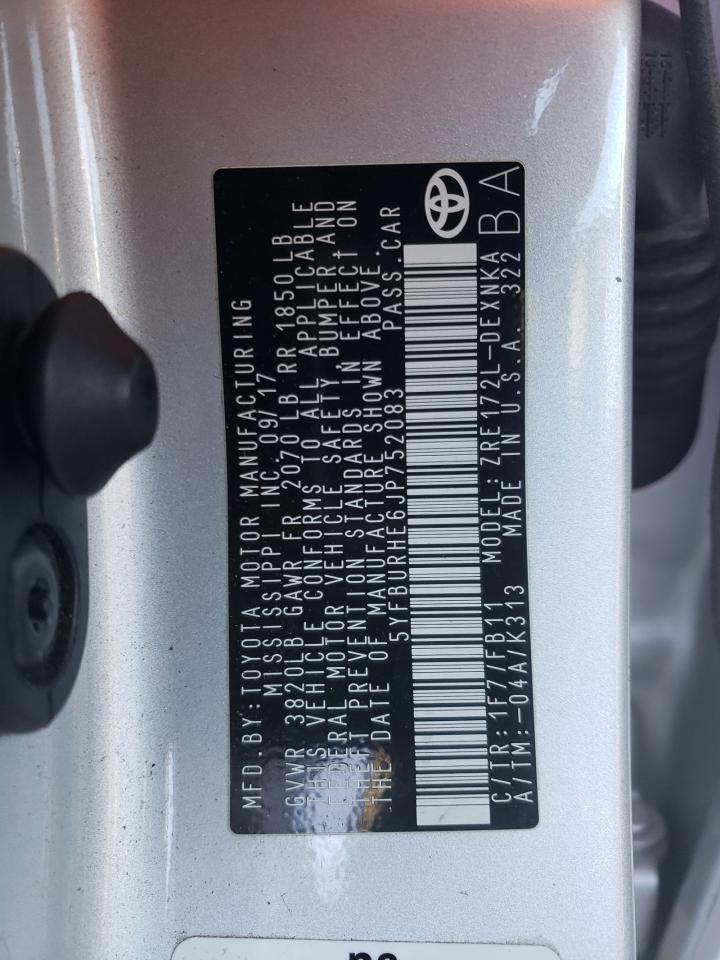 MFD.BY:TOYOTA MOTOR MANUFACTURING
MISSISSIPPI INC. 09/17
GVWR 3820LB GAWR FR 2070LB RR 1850LB
THIS VEHICLE CONFORMS TO ALL APPLICABLE
FEDERAL MOTOR VEHICLE SAFETY BUMPER, AND
THEFT PREVENTION STANDARDS IN EFFECT ON
THE DATE OF MANUFACTURE SHOWN ABOVE.
5YFBURHE6JP752083 PASS.CAR
C/TR:1F7/FB11 MODEL:ZRE172L-DEXNKA
A/TM:-04A/K313 MADE IN U.S.A. 322
BA